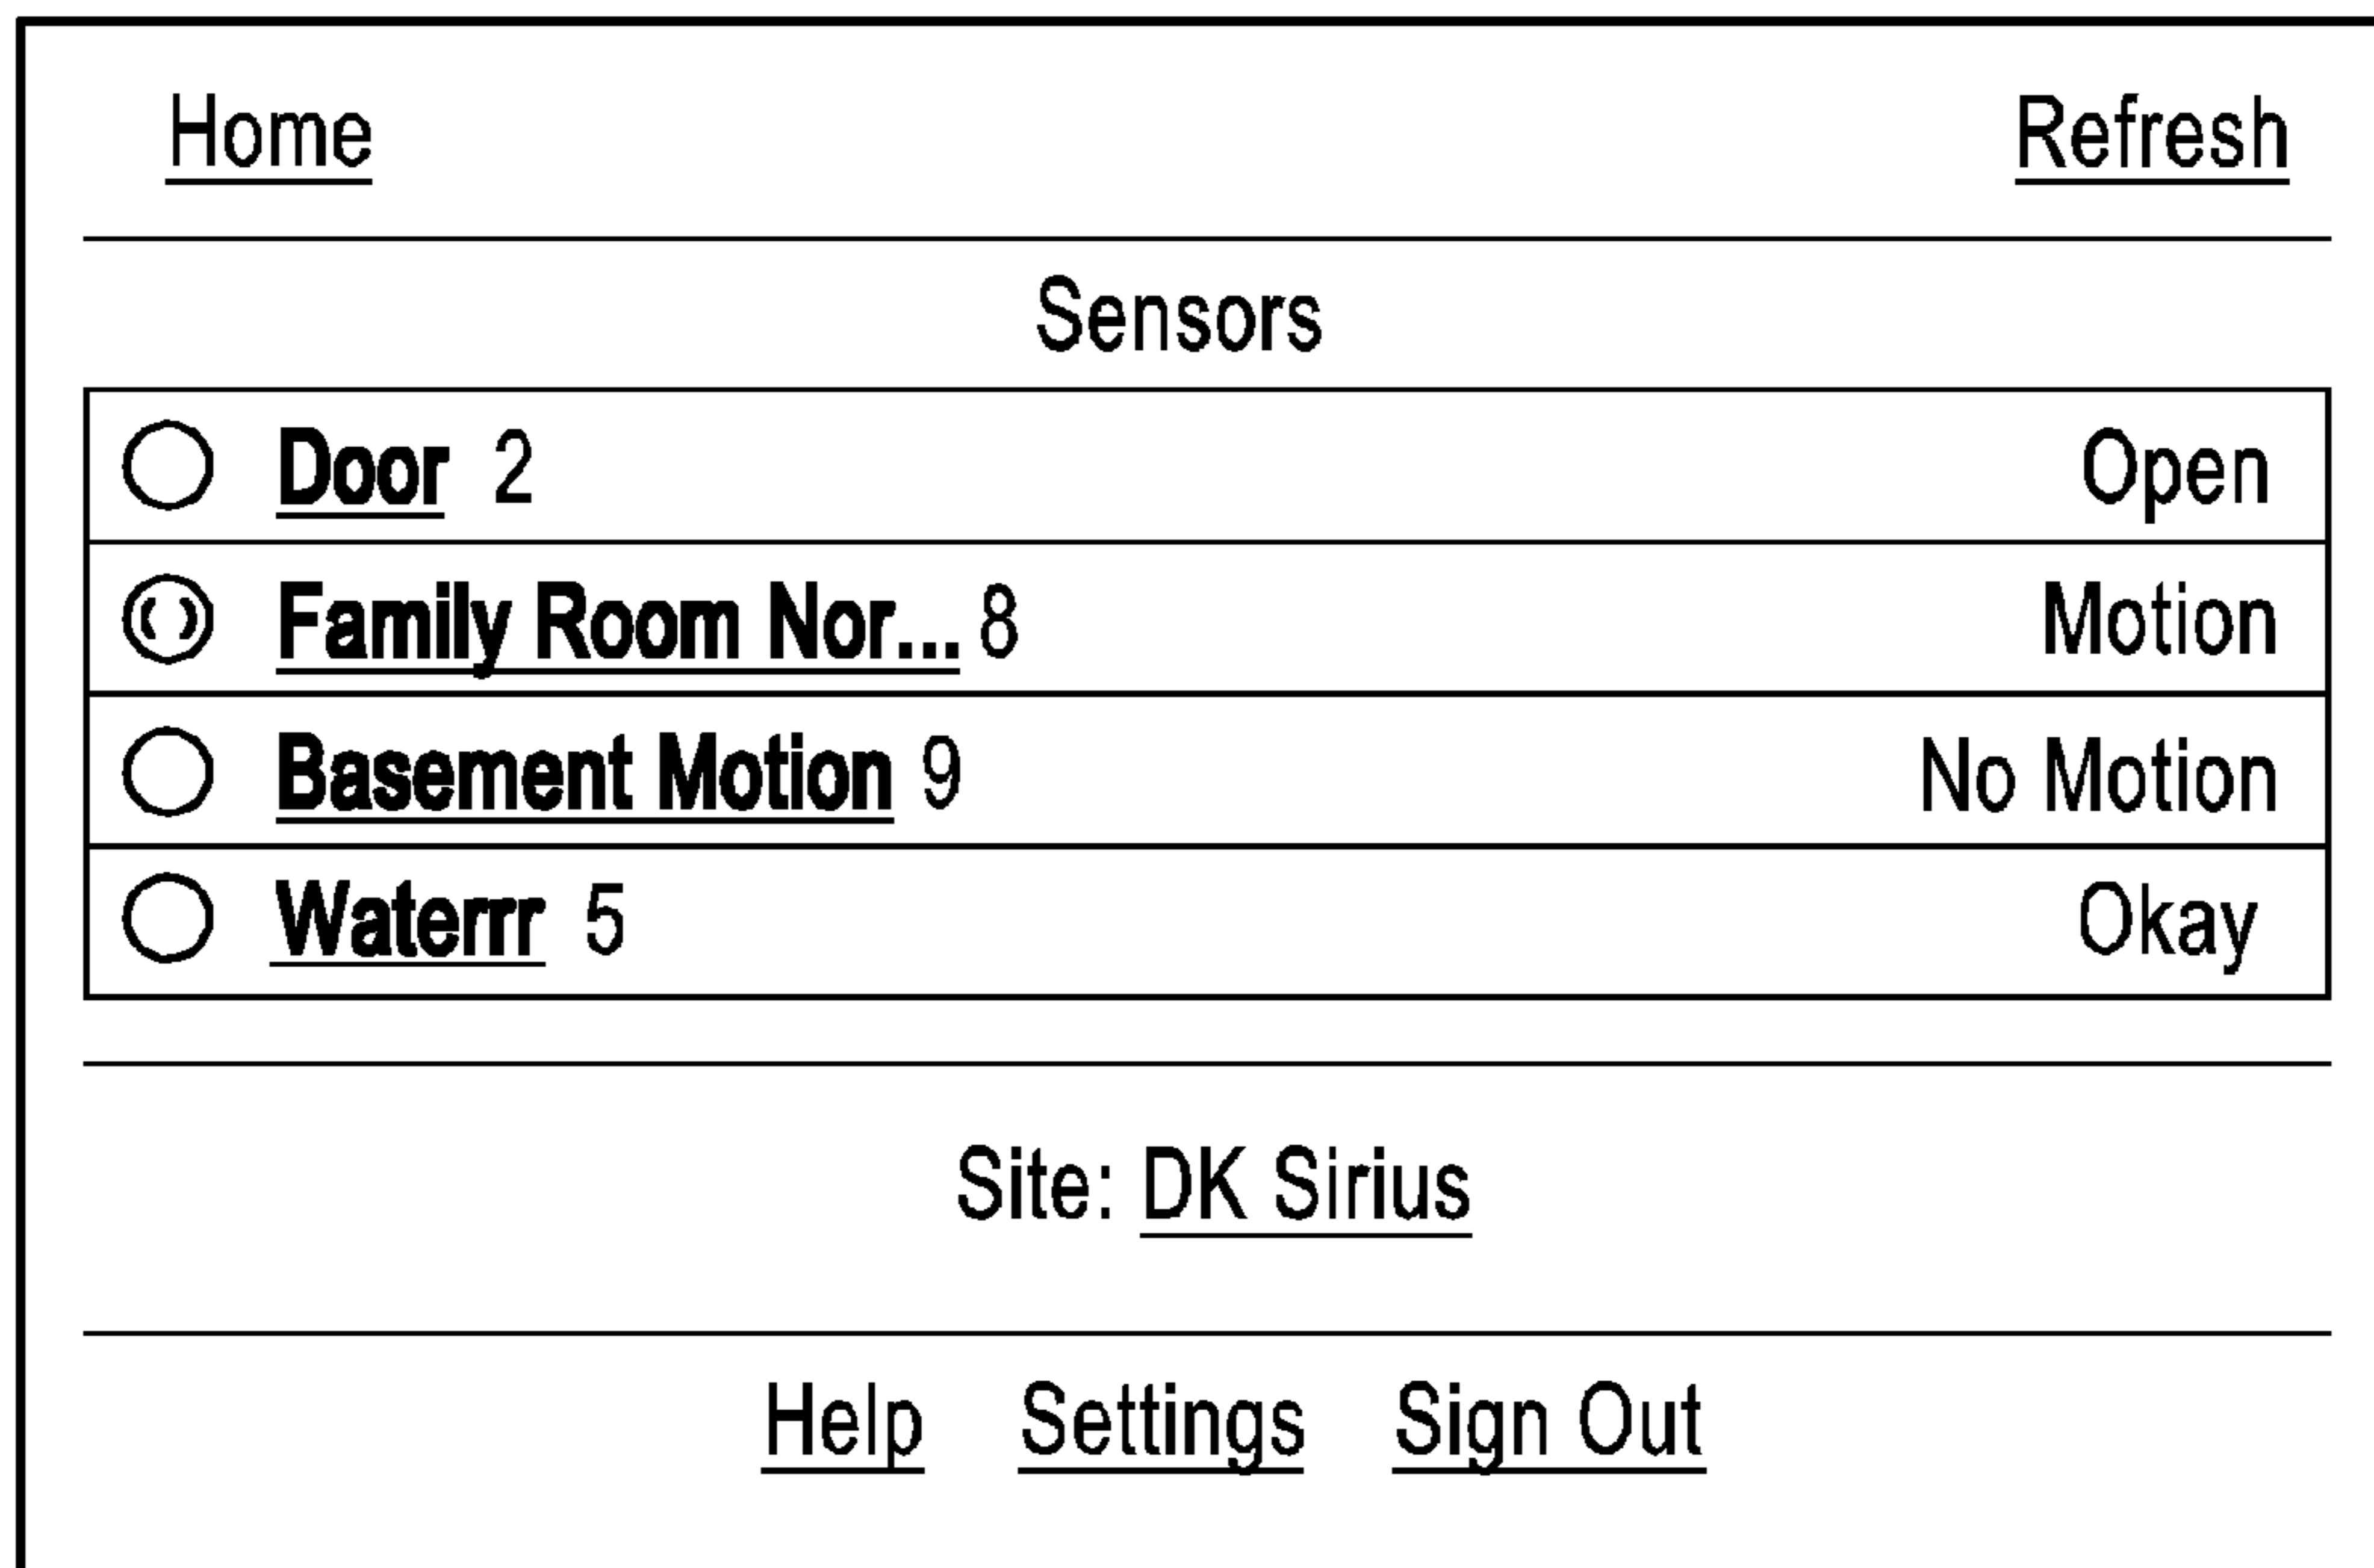 Home Refresh
Sensors
Door 2 Open
Family Room Nor... 8 Motion
Basement Motion 9 No Motion
Waterrr 5 Okay
Site: DK Sirius
Help Settings Sign Out